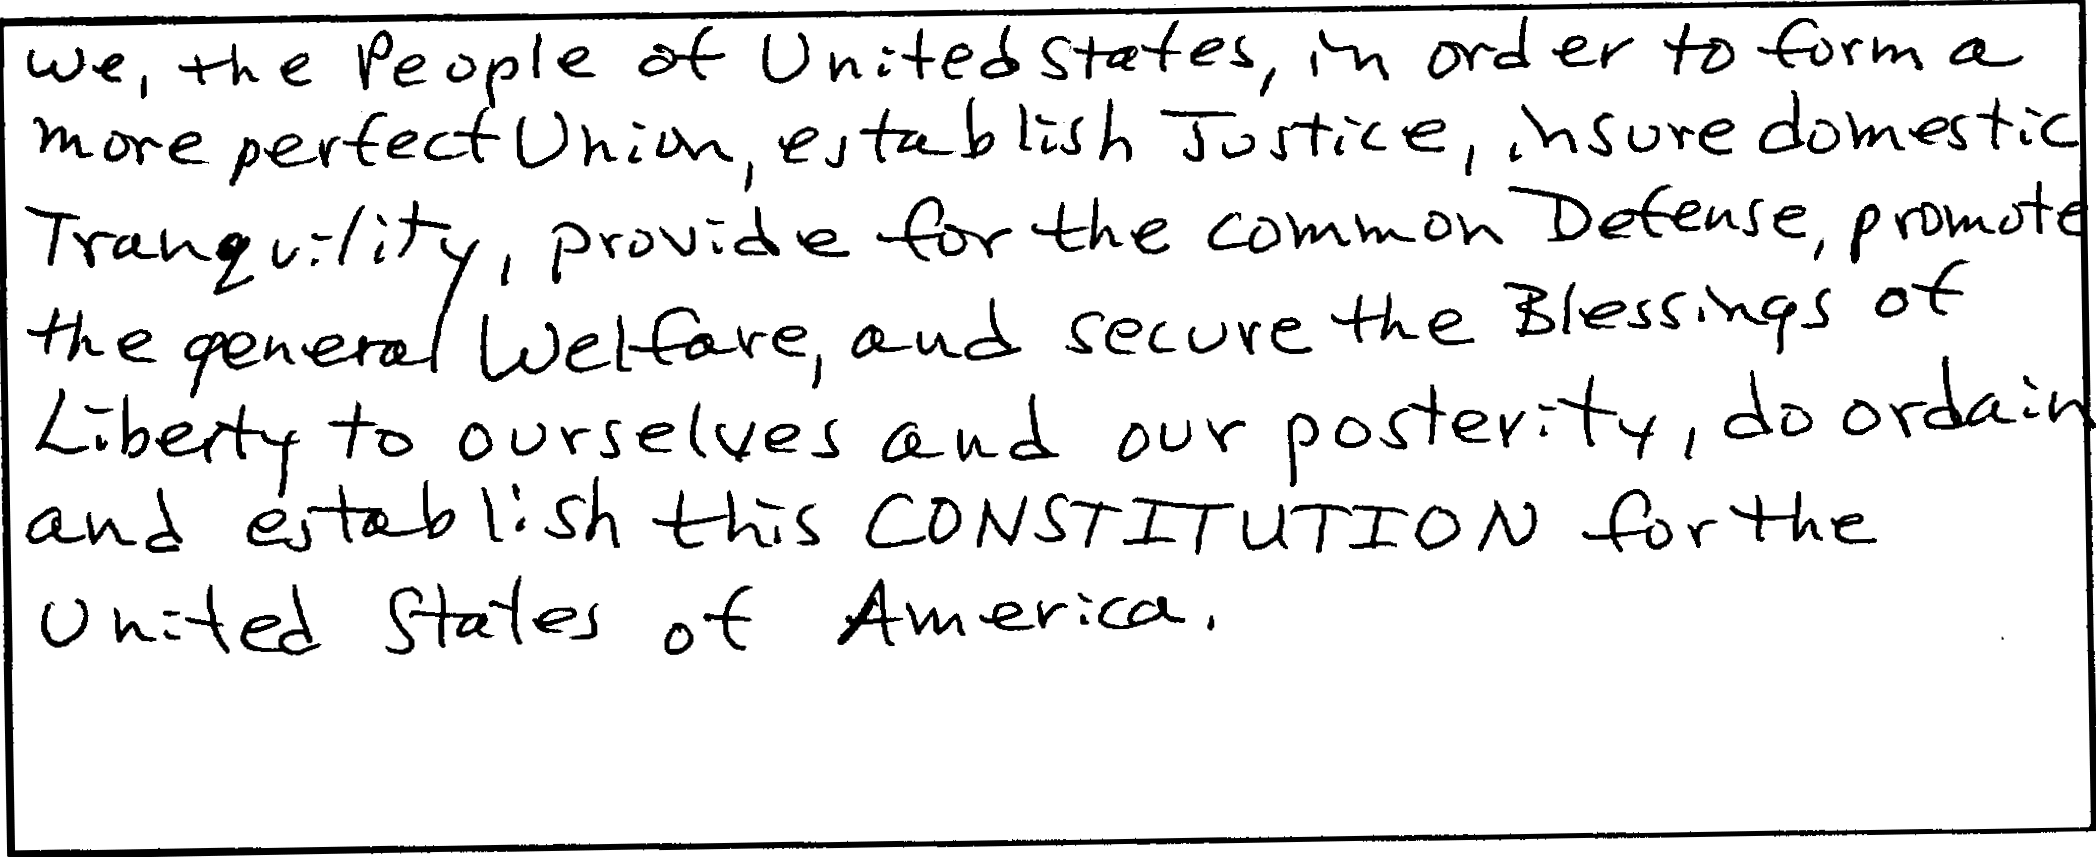 We, the People of United States, in order to form a
more perfect Union, establish Justice, insure domestic
Tranquility, provide for the common Defense, promote
the general Welfare, and secure the Blessings of
Liberty to ourselves and our posterity, do ordain
and establish this CONSTITUTION for the
United States of America.